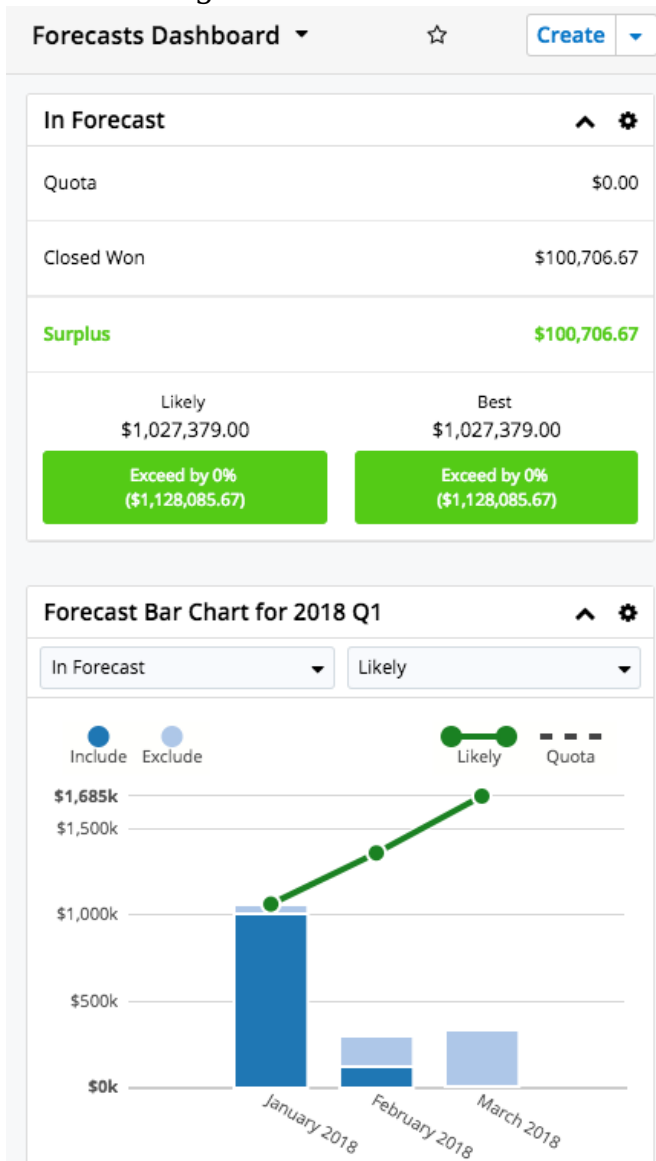 Forecasts Dashboard
Create
In Forecast
Quota $0.00
Closed Won $100,706.67
Surplus $100,706.67
Likely Best
$1,027,379.00 $1,027,379.00
Exceed by 0% Exceed by 0%
($1,128,085.67) ($1,128,085.67)
Forecast Bar Chart for 2018 Q1
In Forecast Likely
Include Exclude Likely Quota
$1,685k
$1,500k
$1,000k
$500k
$0k
January 2018 February 2018 March 2018